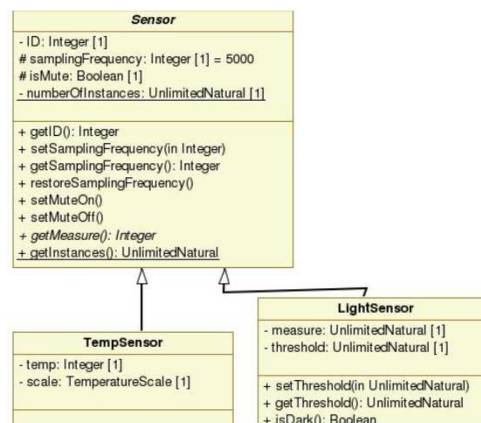 Sensor
- ID: Integer [1]
# samplingFrequency: Integer [1] = 5000
# isMute: Boolean [1]
- numberOfInstances: UnlimitedNatural [1]
+ getID(): Integer
+ setSamplingFrequency(in Integer)
+ getSamplingFrequency(): Integer
+ restoreSamplingFrequency()
+ setMuteOn()
+ setMuteOff()
+ getMeasure(): Integer
+ getInstances(): UnlimitedNatural
TempSensor
- temp: Integer [1]
- scale: TemperatureScale [1]
LightSensor
- measure: UnlimitedNatural [1]
- threshold: UnlimitedNatural [1]
+ setThreshold(in UnlimitedNatural)
+ getThreshold(): UnlimitedNatural
+ isDark(): Boolean